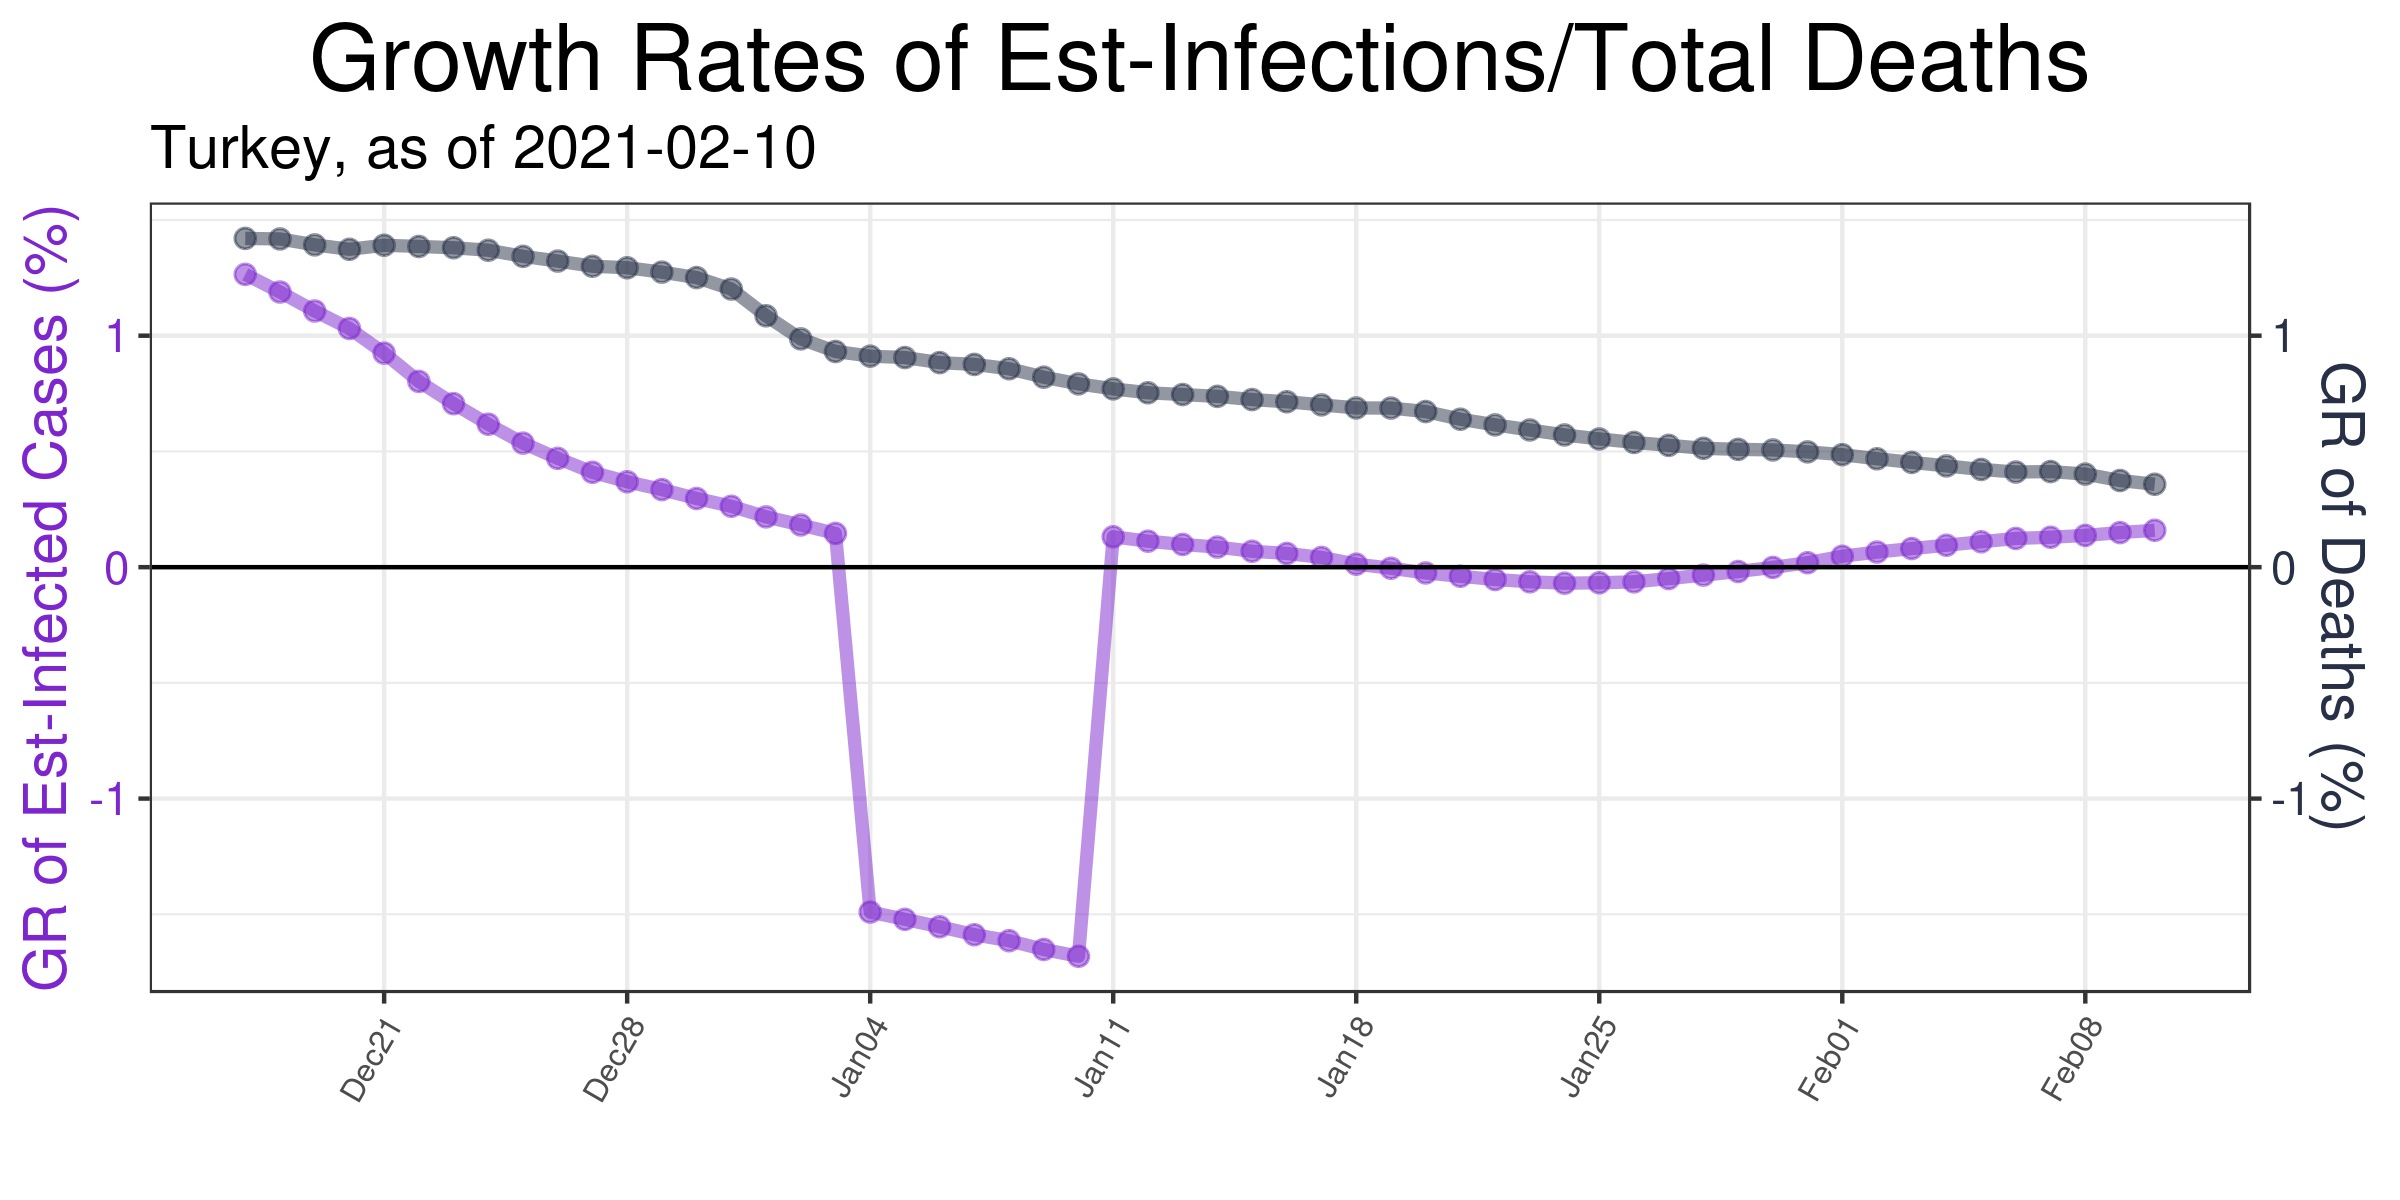 Growth Rates of Est-Infections/Total Deaths
Turkey, as of 2021-02-10
GR of Est-Infected Cases (%)
1
0
-1
1
0
-1
GR of Deaths (%)
Dec21
Dec28
Jan04
Jan11
Jan18
Jan25
Feb01
Feb08